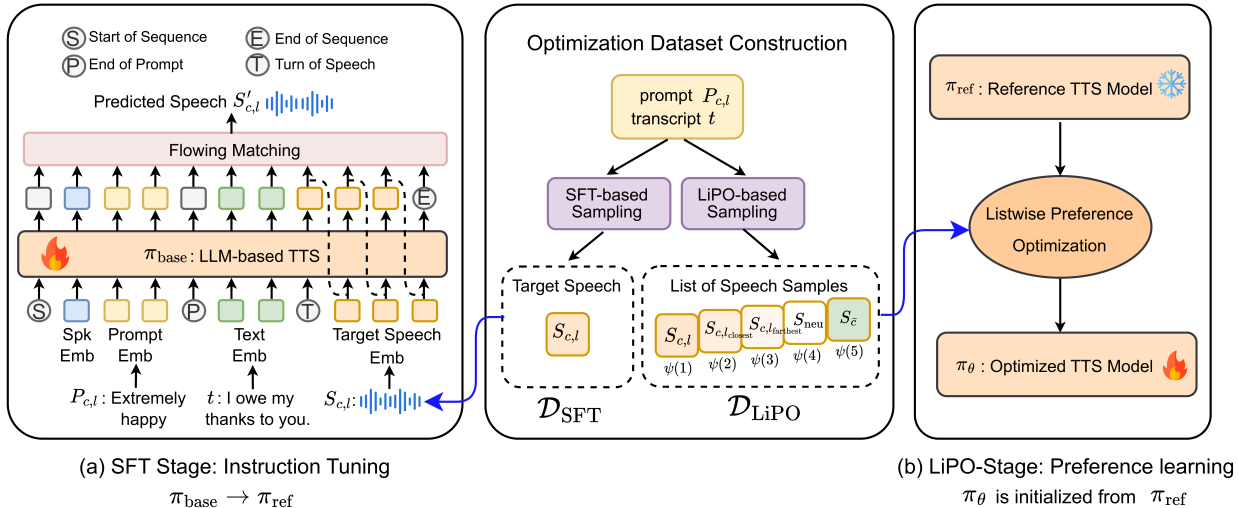 Ⓢ Start of Sequence
Ⓔ End of Sequence
Ⓟ End of Prompt
Ⓣ Turn of Speech
Predicted Speech S′c,l
Flowing Matching
E
πbase : LLM-based TTS
S
P
T
Spk
Emb
Prompt
Emb
Text
Emb
Target Speech
Emb
Pc,l : Extremely
happy
t : I owe my
thanks to you.
Sc,l:
(a) SFT Stage: Instruction Tuning
πbase → πref
Optimization Dataset Construction
prompt Pc,l
transcript t
SFT-based
Sampling
LiPO-based
Sampling
Target Speech
Sc,l
List of Speech Samples
Sc,l Sc,lclosest Sc,lfarthest Sneu Sc̄
ψ(1) ψ(2) ψ(3) ψ(4) ψ(5)
𝒟SFT
𝒟LiPO
πref : Reference TTS Model
Listwise Preference
Optimization
πθ : Optimized TTS Model
(b) LiPO-Stage: Preference learning
πθ is initialized from πref